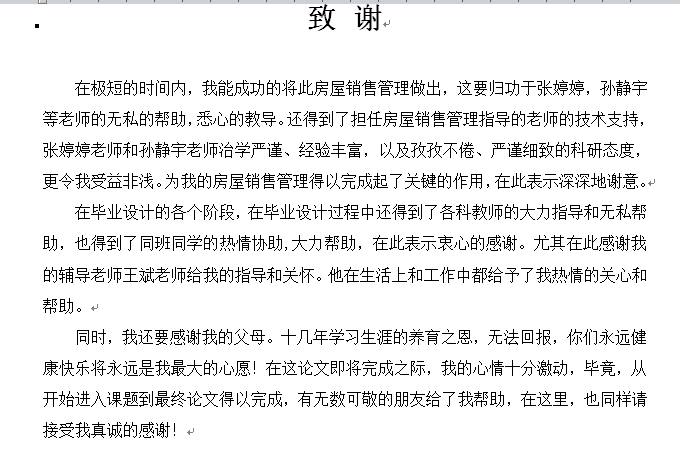 致 谢
在极短的时间内，我能成功的将此房屋销售管理做出，这要归功于张婷婷，孙静宇
等老师的无私的帮助，悉心的教导。还得到了担任房屋销售管理指导的老师的技术支持，
张婷婷老师和孙静宇老师治学严谨、经验丰富，以及孜孜不倦、严谨细致的科研态度，
更令我受益非浅。为我的房屋销售管理得以完成起了关键的作用，在此表示深深地谢意。
在毕业设计的各个阶段，在毕业设计过程中还得到了各科教师的大力指导和无私帮
助，也得到了同班同学的热情协助,大力帮助，在此表示衷心的感谢。尤其在此感谢我
的辅导老师王斌老师给我的指导和关怀。他在生活上和工作中都给予了我热情的关心和
帮助。
同时，我还要感谢我的父母。十几年学习生涯的养育之恩，无法回报，你们永远健
康快乐将永远是我最大的心愿！在这论文即将完成之际，我的心情十分激动，毕竟，从
开始进入课题到最终论文得以完成，有无数可敬的朋友给了我帮助，在这里，也同样请
接受我真诚的感谢！